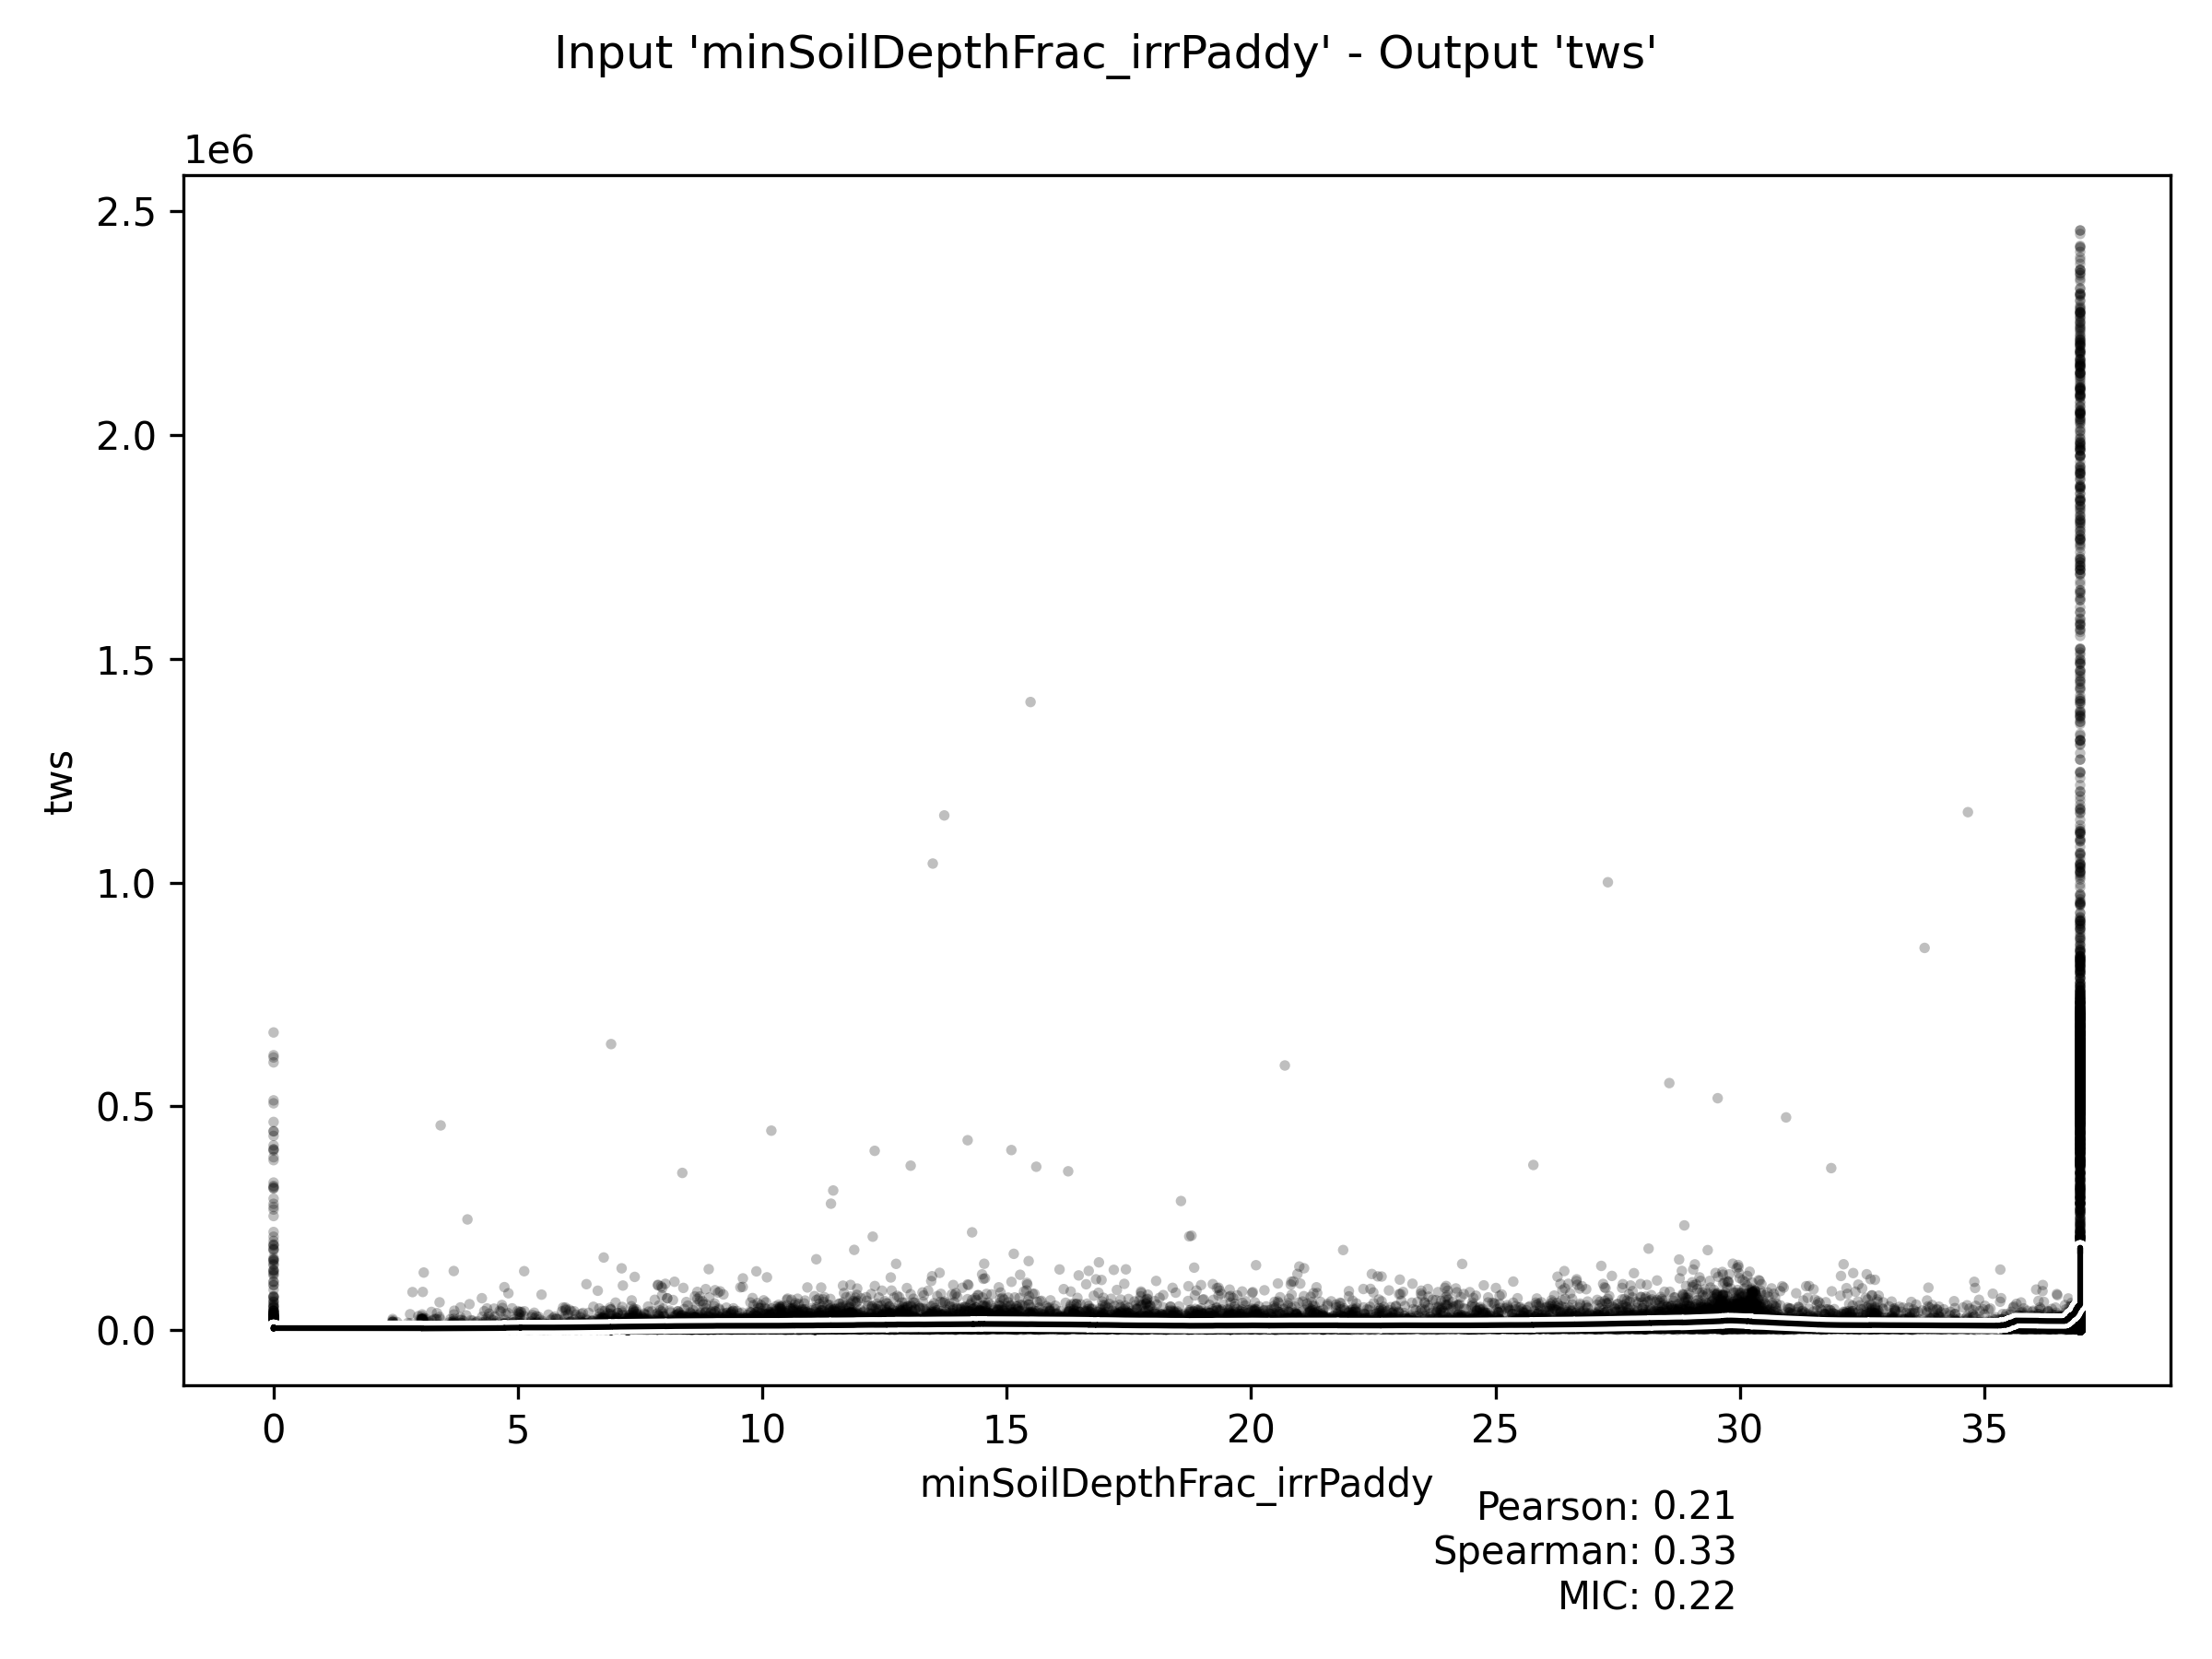 Input 'minSoilDepthFrac_irrPaddy' - Output 'tws'
1e6
2.5
2.0
1.5
1.0
0.5
0.0
tws
0 5 10 15 20 25 30 35
minSoilDepthFrac_irrPaddy
Pearson: 0.21
Spearman: 0.33
MIC: 0.22